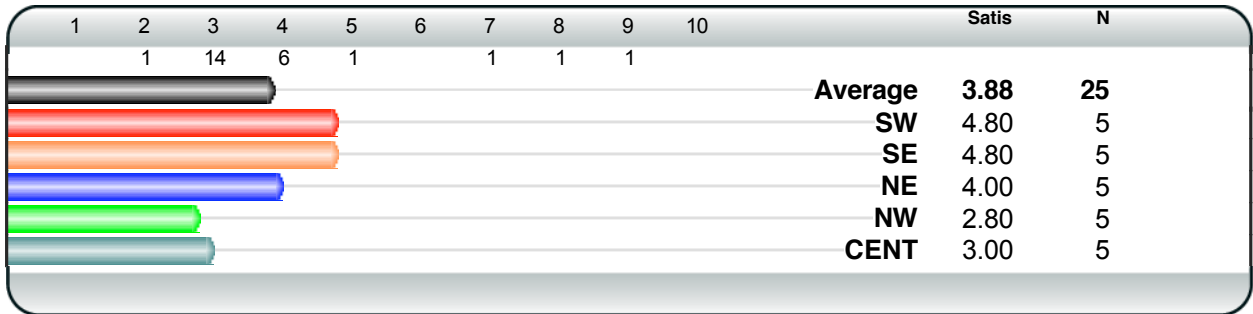 1 2 3 4 5 6 7 8 9 10 Satis N
1 14 6 1 1 1 1
Average 3.88 25
SW 4.80 5
SE 4.80 5
NE 4.00 5
NW 2.80 5
CENT 3.00 5